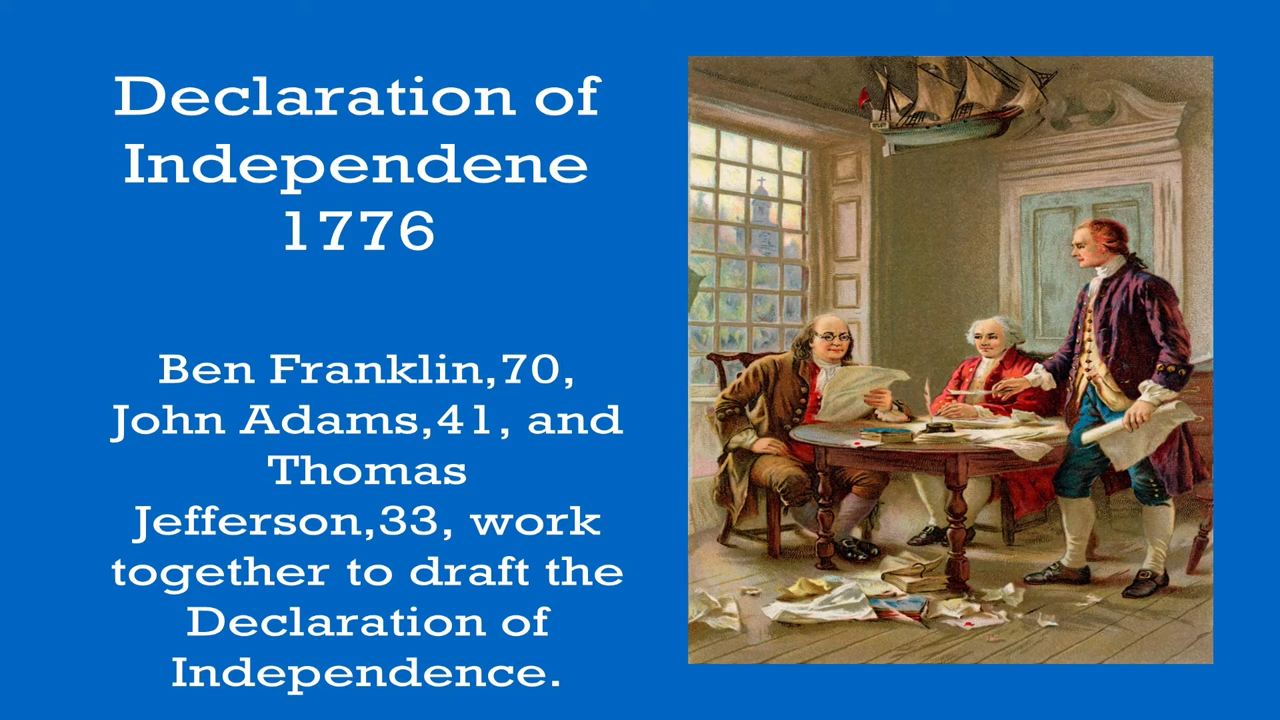 Declaration of
Independene
1776
Ben Franklin,70,
John Adams,41, and
Thomas
Jefferson,33, work
together to draft the
Declaration of
Independence.